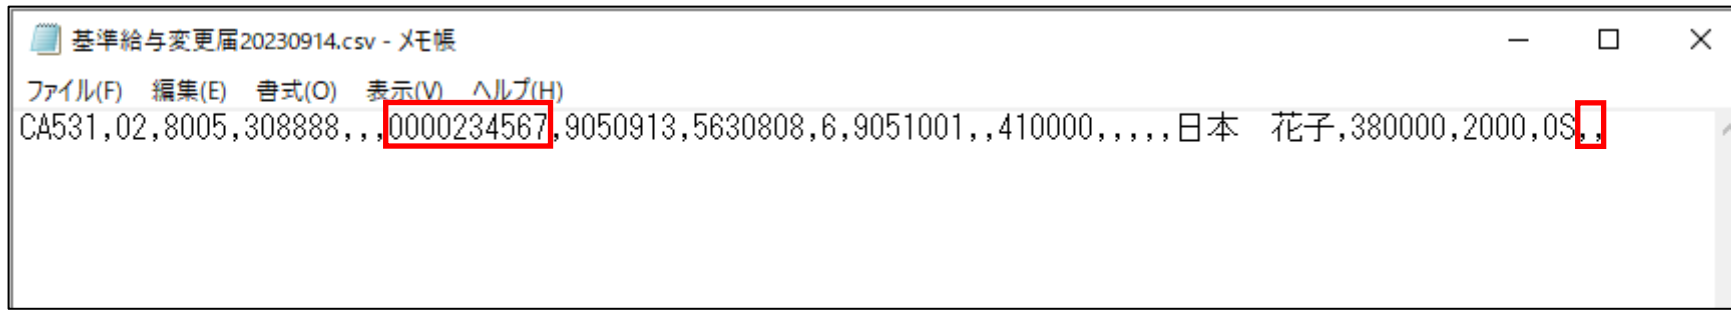 基準給与変更届20230914.csv - メモ帳
ファイル(F) 編集(E) 書式(O) 表示(V) ヘルプ(H)
CA531,02,8005,308888,,,0000234567,9050913,5630808,6,9051001,,410000,,,,,日本　花子,380000,2000,0S,,